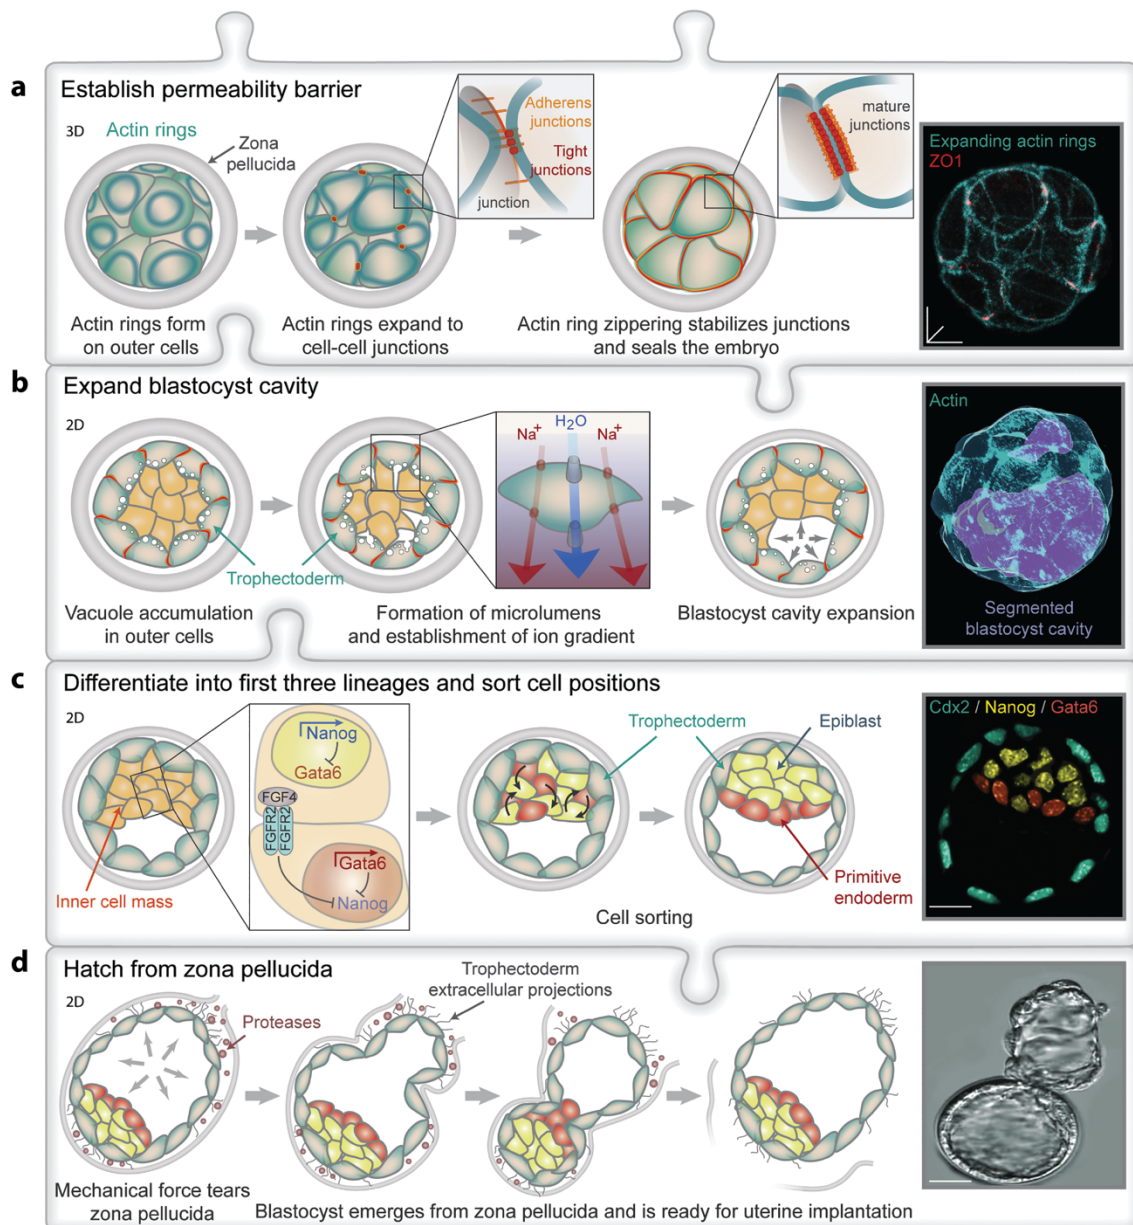 a
Establish permeability barrier
3D
Actin rings
Zona
pellucida
Adherens
junctions
Tight
junctions
junction
mature
junctions
Expanding actin rings
ZO1
Actin rings form
on outer cells
Actin rings expand to
cell-cell junctions
Actin ring zippering stabilizes junctions
and seals the embryo
b
Expand blastocyst cavity
2D
Trophectoderm
Na+
H2O
Na+
Actin
Segmented
blastocyst cavity
Vacuole accumulation
in outer cells
Formation of microlumens
and establishment of ion gradient
Blastocyst cavity expansion
c
Differentiate into first three lineages and sort cell positions
2D
Inner cell mass
Nanog
Gata6
FGF4
FGFR2
FGFR2
Gata6
Nanog
Trophectoderm
Epiblast
Primitive
endoderm
Cell sorting
Cdx2 / Nanog / Gata6
d
Hatch from zona pellucida
2D
Proteases
Trophectoderm
extracellular projections
Mechanical force tears
zona pellucida
Blastocyst emerges from zona pellucida and is ready for uterine implantation